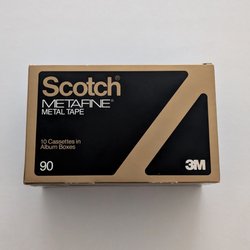 Scotch®
METAFINE®
METAL TAPE
10 Cassettes in
Album Boxes
90
3M